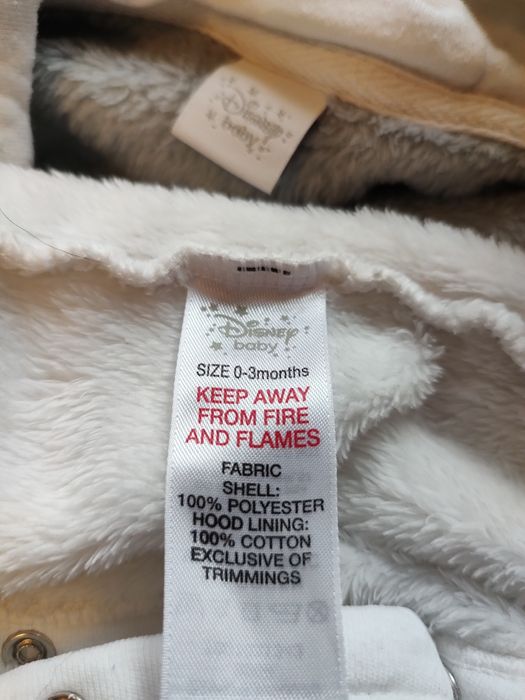 Disney
baby
DISNEY
baby
SIZE 0-3months
KEEP AWAY
FROM FIRE
AND FLAMES
FABRIC
SHELL:
100% POLYESTER
HOOD LINING:
100% COTTON
EXCLUSIVE OF
TRIMMINGS